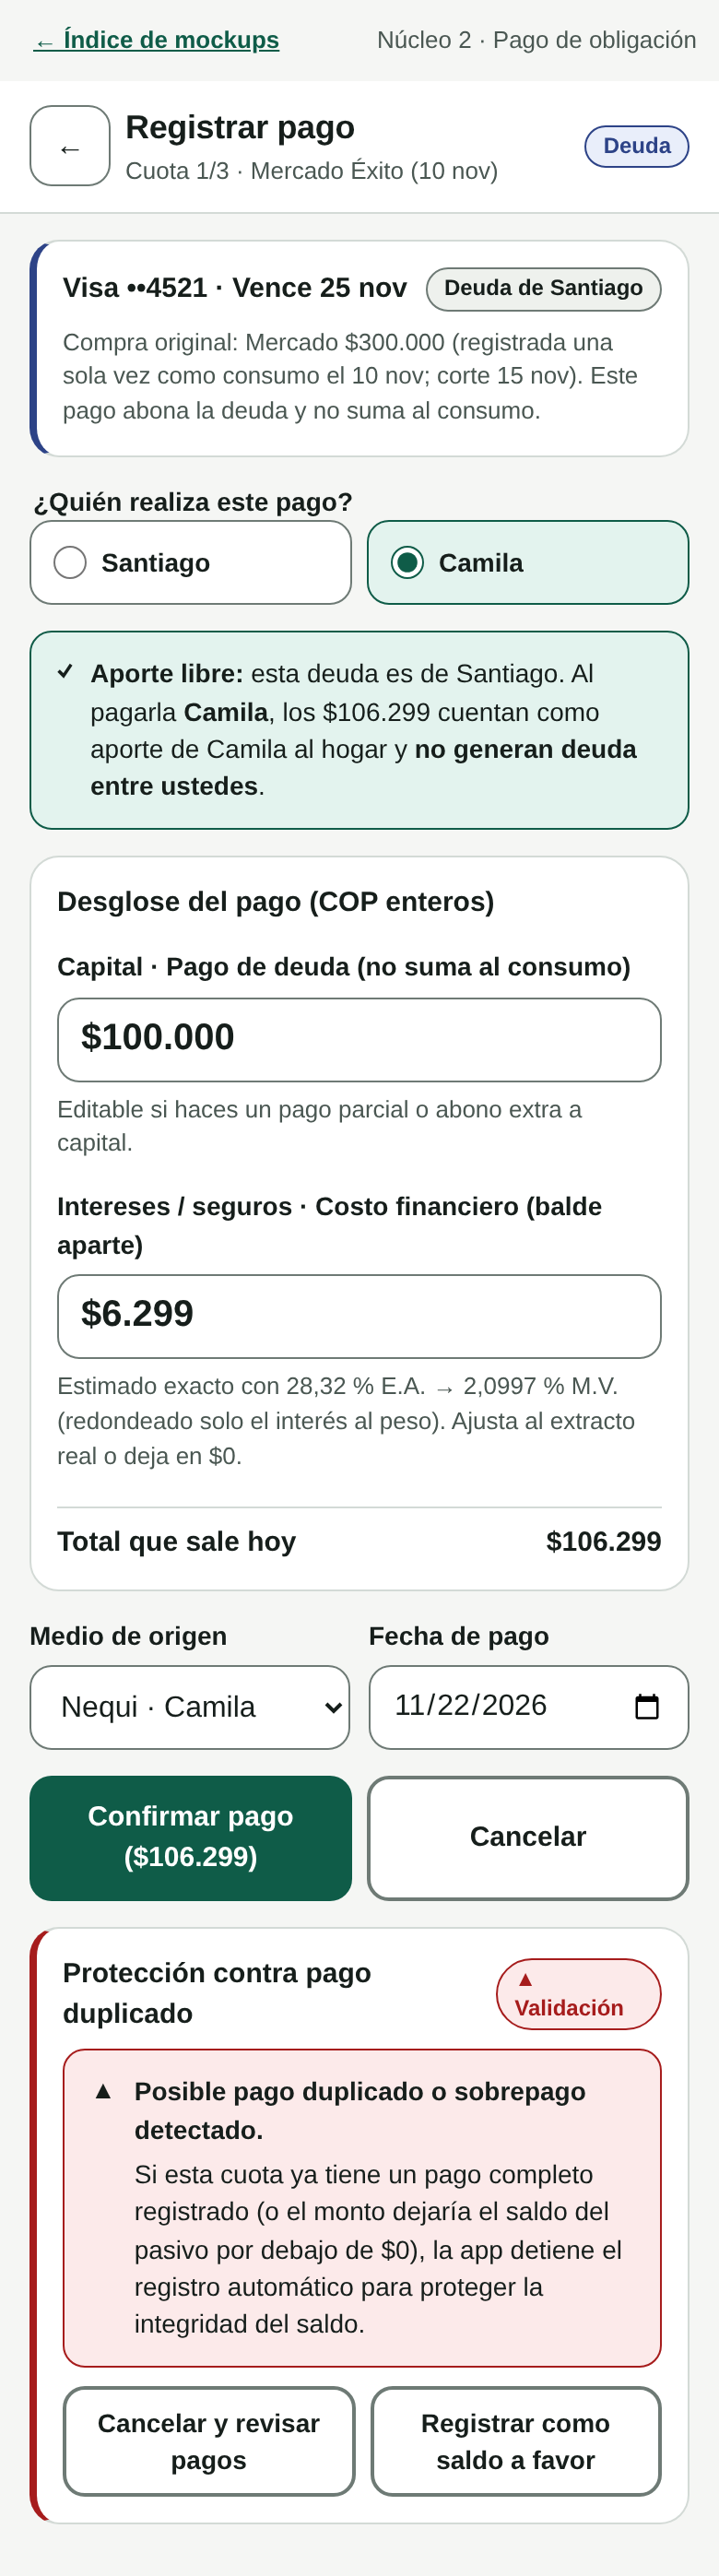 ← Índice de mockups
Núcleo 2 · Pago de obligación
←
Registrar pago
Cuota 1/3 · Mercado Éxito (10 nov)
Deuda
Visa ••4521 · Vence 25 nov
Deuda de Santiago
Compra original: Mercado $300.000 (registrada una
sola vez como consumo el 10 nov; corte 15 nov). Este
pago abona la deuda y no suma al consumo.
¿Quién realiza este pago?
Santiago
Camila
✓ Aporte libre: esta deuda es de Santiago. Al
pagarla Camila, los $106.299 cuentan como
aporte de Camila al hogar y no generan deuda
entre ustedes.
Desglose del pago (COP enteros)
Capital · Pago de deuda (no suma al consumo)
$100.000
Editable si haces un pago parcial o abono extra a
capital.
Intereses / seguros · Costo financiero (balde
aparte)
$6.299
Estimado exacto con 28,32 % E.A. → 2,0997 % M.V.
(redondeado solo el interés al peso). Ajusta al extracto
real o deja en $0.
Total que sale hoy
$106.299
Medio de origen
Fecha de pago
Nequi · Camila
11/22/2026
Confirmar pago
($106.299)
Cancelar
Protección contra pago
duplicado
▲
Validación
▲ Posible pago duplicado o sobrepago
detectado.
Si esta cuota ya tiene un pago completo
registrado (o el monto dejaría el saldo del
pasivo por debajo de $0), la app detiene el
registro automático para proteger la
integridad del saldo.
Cancelar y revisar
pagos
Registrar como
saldo a favor